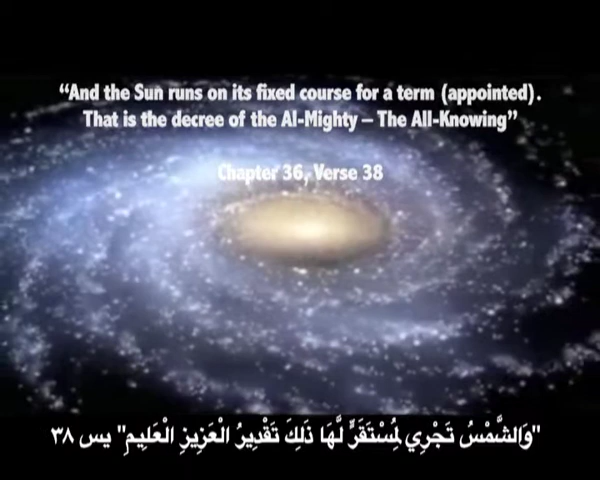 “And the Sun runs on its fixed course for a term (appointed).
That is the decree of the Al-Mighty – The All-Knowing”
Chapter 36, Verse 38
"وَالشَّمْسُ تَجْرِي لِمُسْتَقَرٍّ لَّهَا ذَلِكَ تَقْدِيرُ الْعَزِيزِ الْعَلِيمِ" يس ٣٨